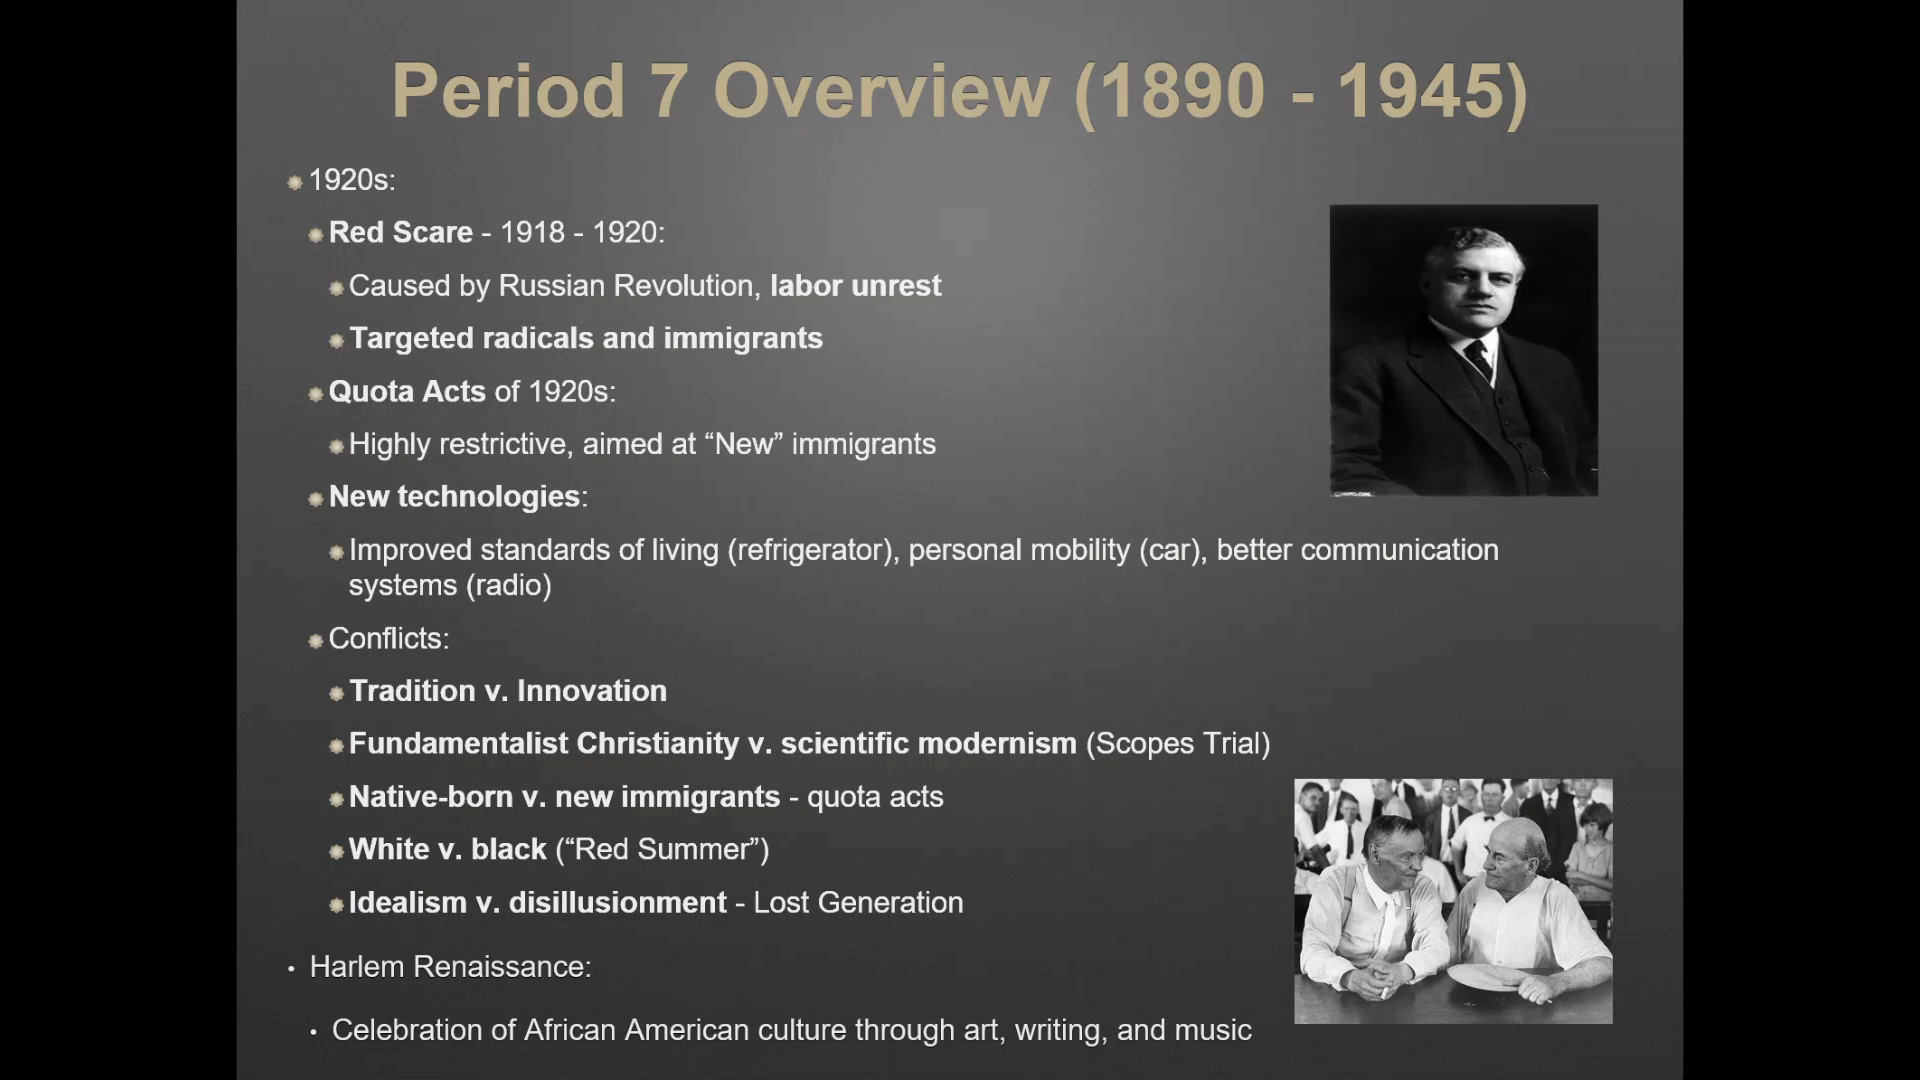 Period 7 Overview (1890 - 1945)
1920s:
Red Scare - 1918 - 1920:
Caused by Russian Revolution, labor unrest
Targeted radicals and immigrants
Quota Acts of 1920s:
Highly restrictive, aimed at “New” immigrants
New technologies:
Improved standards of living (refrigerator), personal mobility (car), better communication
systems (radio)
Conflicts:
Tradition v. Innovation
Fundamentalist Christianity v. scientific modernism (Scopes Trial)
Native-born v. new immigrants - quota acts
White v. black (“Red Summer”)
Idealism v. disillusionment - Lost Generation
Harlem Renaissance:
Celebration of African American culture through art, writing, and music